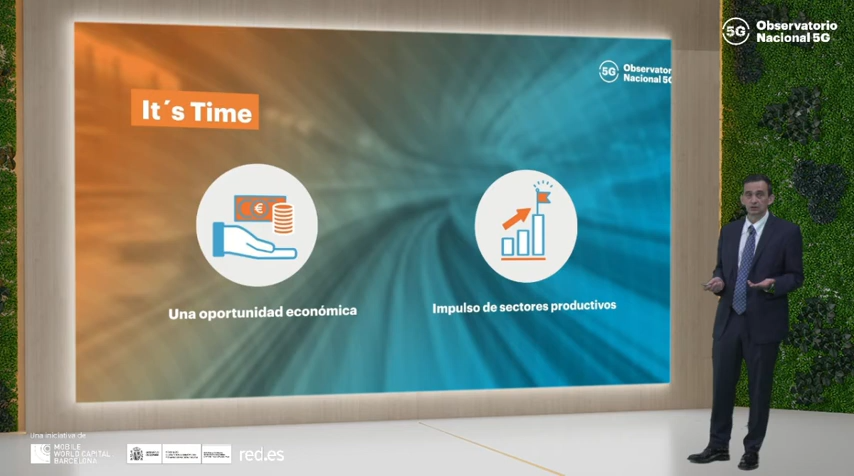 5G
Observatorio
Nacional 5G
5G
Observator
Nacional 5G
It´s Time
€ €
Una oportunidad económica
Impulso de sectores productivos
Una iniciativa de:
MOBILE
WORLD CAPITAL
BARCELONA
red.es